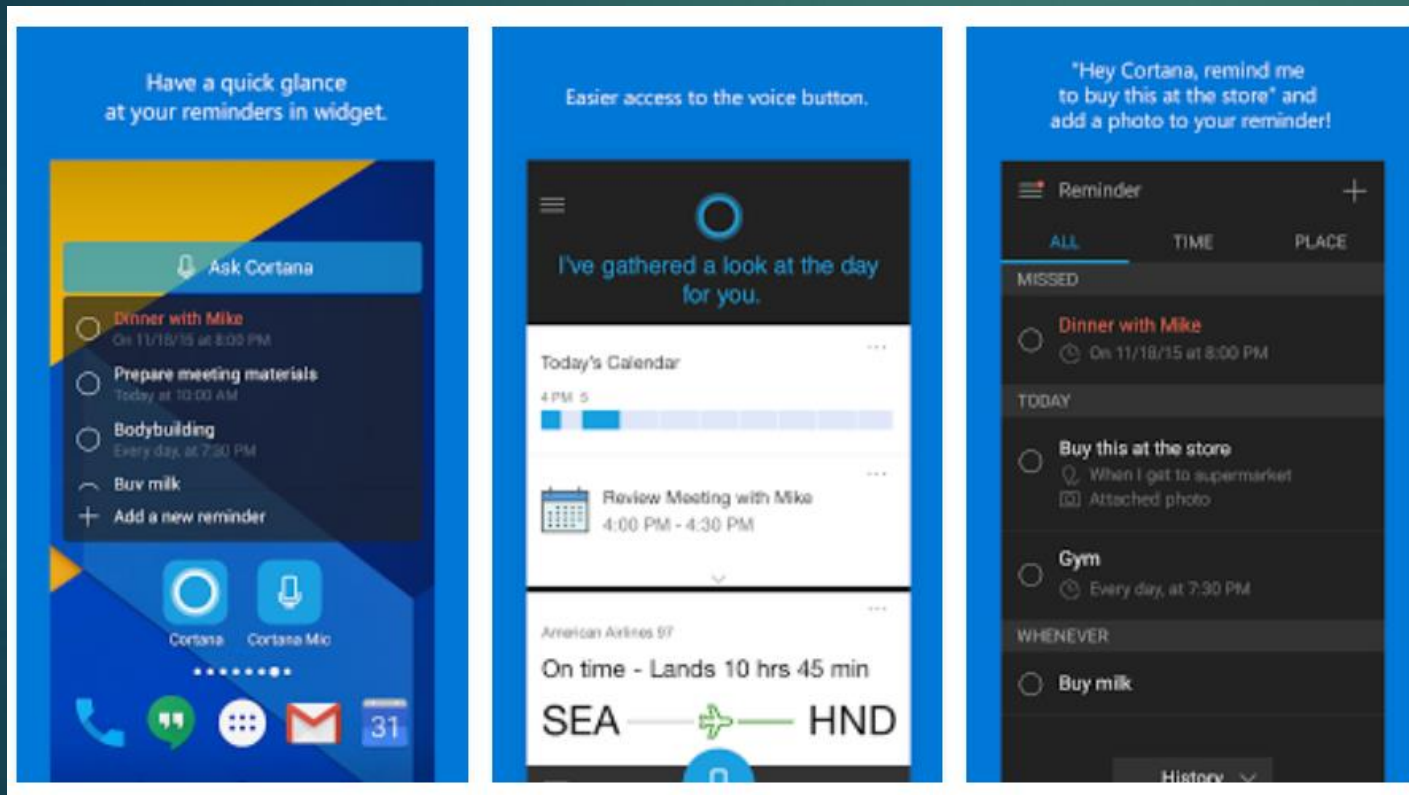 Have a quick glance
at your reminders in widget.
Ask Cortana
Dinner with Mike
On 11/18/15 at 8:00 PM
Prepare meeting materials
Today at 10:00 AM
Bodybuilding
Every day, at 7:30 PM
Buy milk
Add a new reminder
Cortana
Cortana Mic
31
Easier access to the voice button.
I've gathered a look at the day
for you.
Today's Calendar
4 PM 5
Review Meeting with Mike
4:00 PM - 4:30 PM
American Airlines 97
On time - Lands 10 hrs 45 min
SEA HND
"Hey Cortana, remind me
to buy this at the store" and
add a photo to your reminder!
Reminder
ALL TIME PLACE
MISSED
Dinner with Mike
On 11/18/15 at 8:00 PM
TODAY
Buy this at the store
When I get to supermarket
Attached photo
Gym
Every day, at 7:30 PM
WHENEVER
Buy milk
History